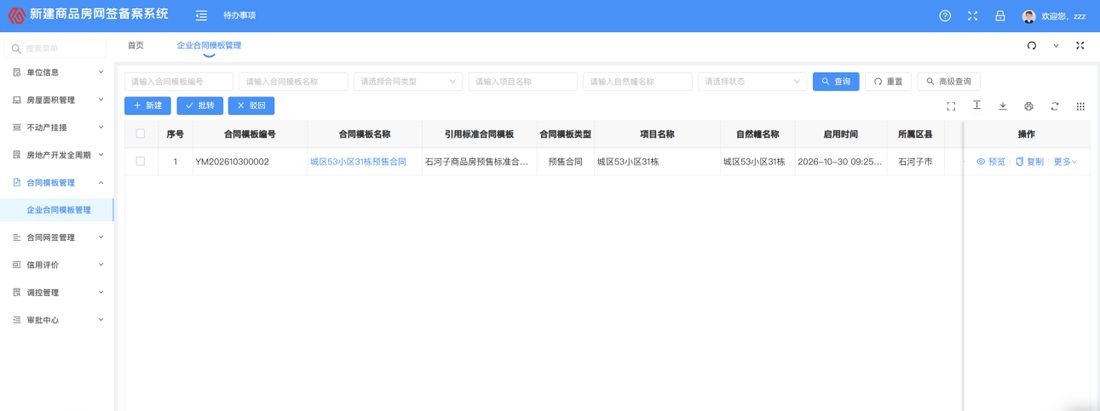 新建商品房网签备案系统
待办事项
欢迎您，zzz
搜索菜单
首页
企业合同模板管理
单位信息
房屋面积管理
不动产挂接
房地产开发全周期
合同模板管理
企业合同模板管理
合同网签管理
信用评价
调控管理
审批中心
请输入合同模板编号
请输入合同模板名称
请选择合同类型
请输入项目名称
请输入自然幢名称
请选择状态
查询
重置
高级查询
新建
批转
驳回
序号 合同模板编号 合同模板名称 引用标准合同模板 合同模板类型 项目名称 自然幢名称 启用时间 所属区县 操作
1 YM202610300002 城区53小区31栋预售合同 石河子商品房预售标准合... 预售合同 城区53小区31栋 城区53小区31栋 2026-10-30 09:25... 石河子市 预览 复制 更多